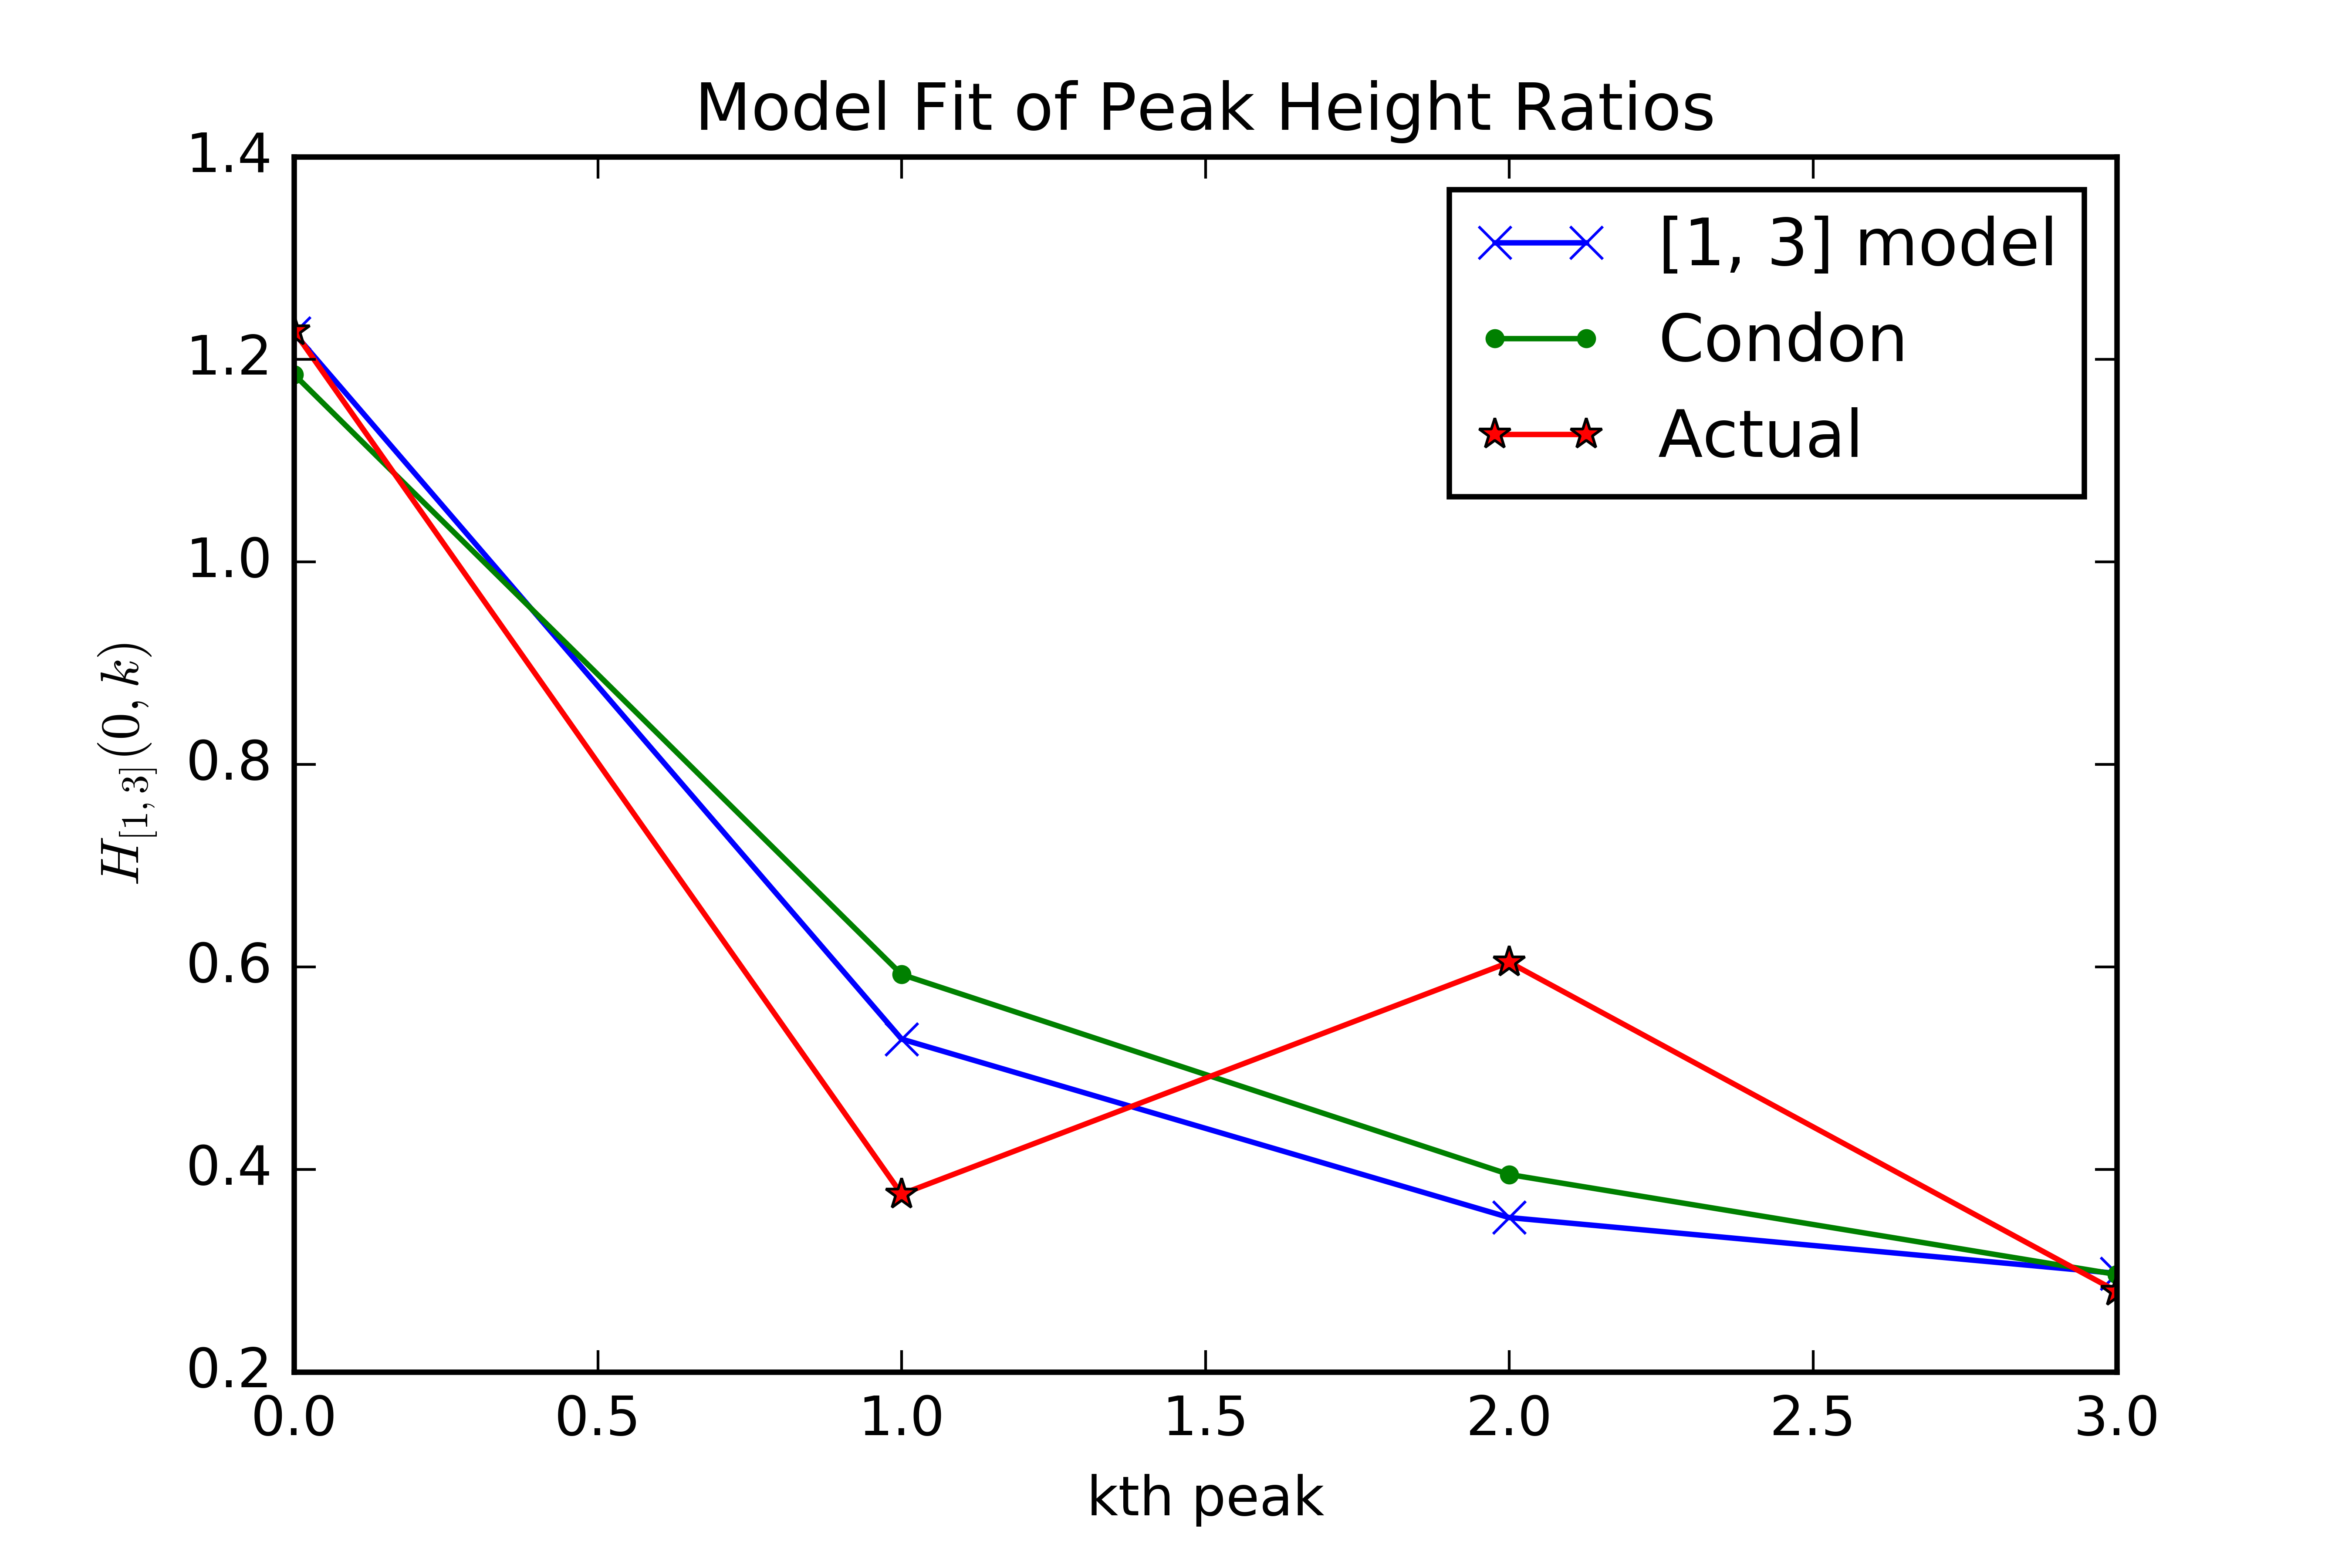 Model Fit of Peak Height Ratios
1.4
1.2
1.0
0.8
0.6
0.4
0.2
H[1,3](0,k)
[1, 3] model
Condon
Actual
0.0 0.5 1.0 1.5 2.0 2.5 3.0
kth peak